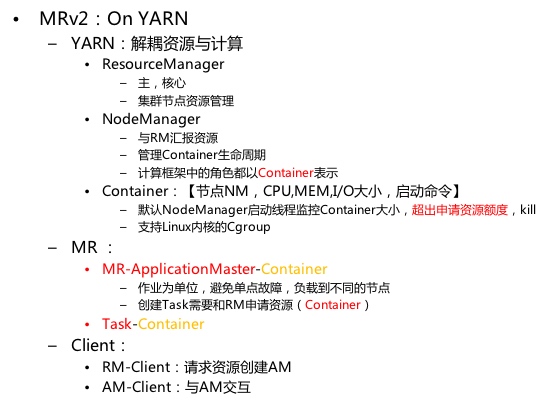 • MRv2：On YARN
– YARN：解耦资源与计算
• ResourceManager
– 主，核心
– 集群节点资源管理
• NodeManager
– 与RM汇报资源
– 管理Container生命周期
– 计算框架中的角色都以Container表示
• Container：【节点NM，CPU,MEM,I/O大小，启动命令】
– 默认NodeManager启动线程监控Container大小，超出申请资源额度，kill
– 支持Linux内核的Cgroup
– MR ：
• MR-ApplicationMaster-Container
– 作业为单位，避免单点故障，负载到不同的节点
– 创建Task需要和RM申请资源（Container）
• Task-Container
– Client：
• RM-Client：请求资源创建AM
• AM-Client：与AM交互